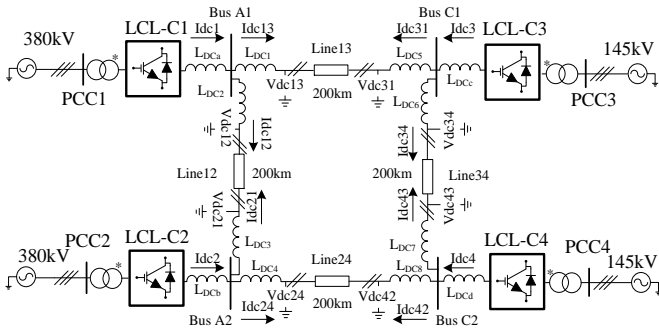 Bus A1
Bus C1
380kV
LCL-C1
Idc1
Idc13
Idc31
Idc3
LCL-C3
145kV
*
*
PCC1
LDCa
LDC1
Line13
200km
Vdc13
Vdc31
LDC5
LDCc
PCC3
LDC2
LDC6
Vdc12
Idc12
Idc34
Vdc34
Line12
200km
200km
Line34
Vdc21
Idc21
Idc43
Vdc43
LDC3
LDC7
380kV
PCC2
LCL-C2
Idc2
LDCb
LDC4
Line24
200km
Vdc24
Vdc42
LDC8
Idc4
LDCd
LCL-C4
PCC4
145kV
*
*
Bus A2
Idc24
Idc42
Bus C2